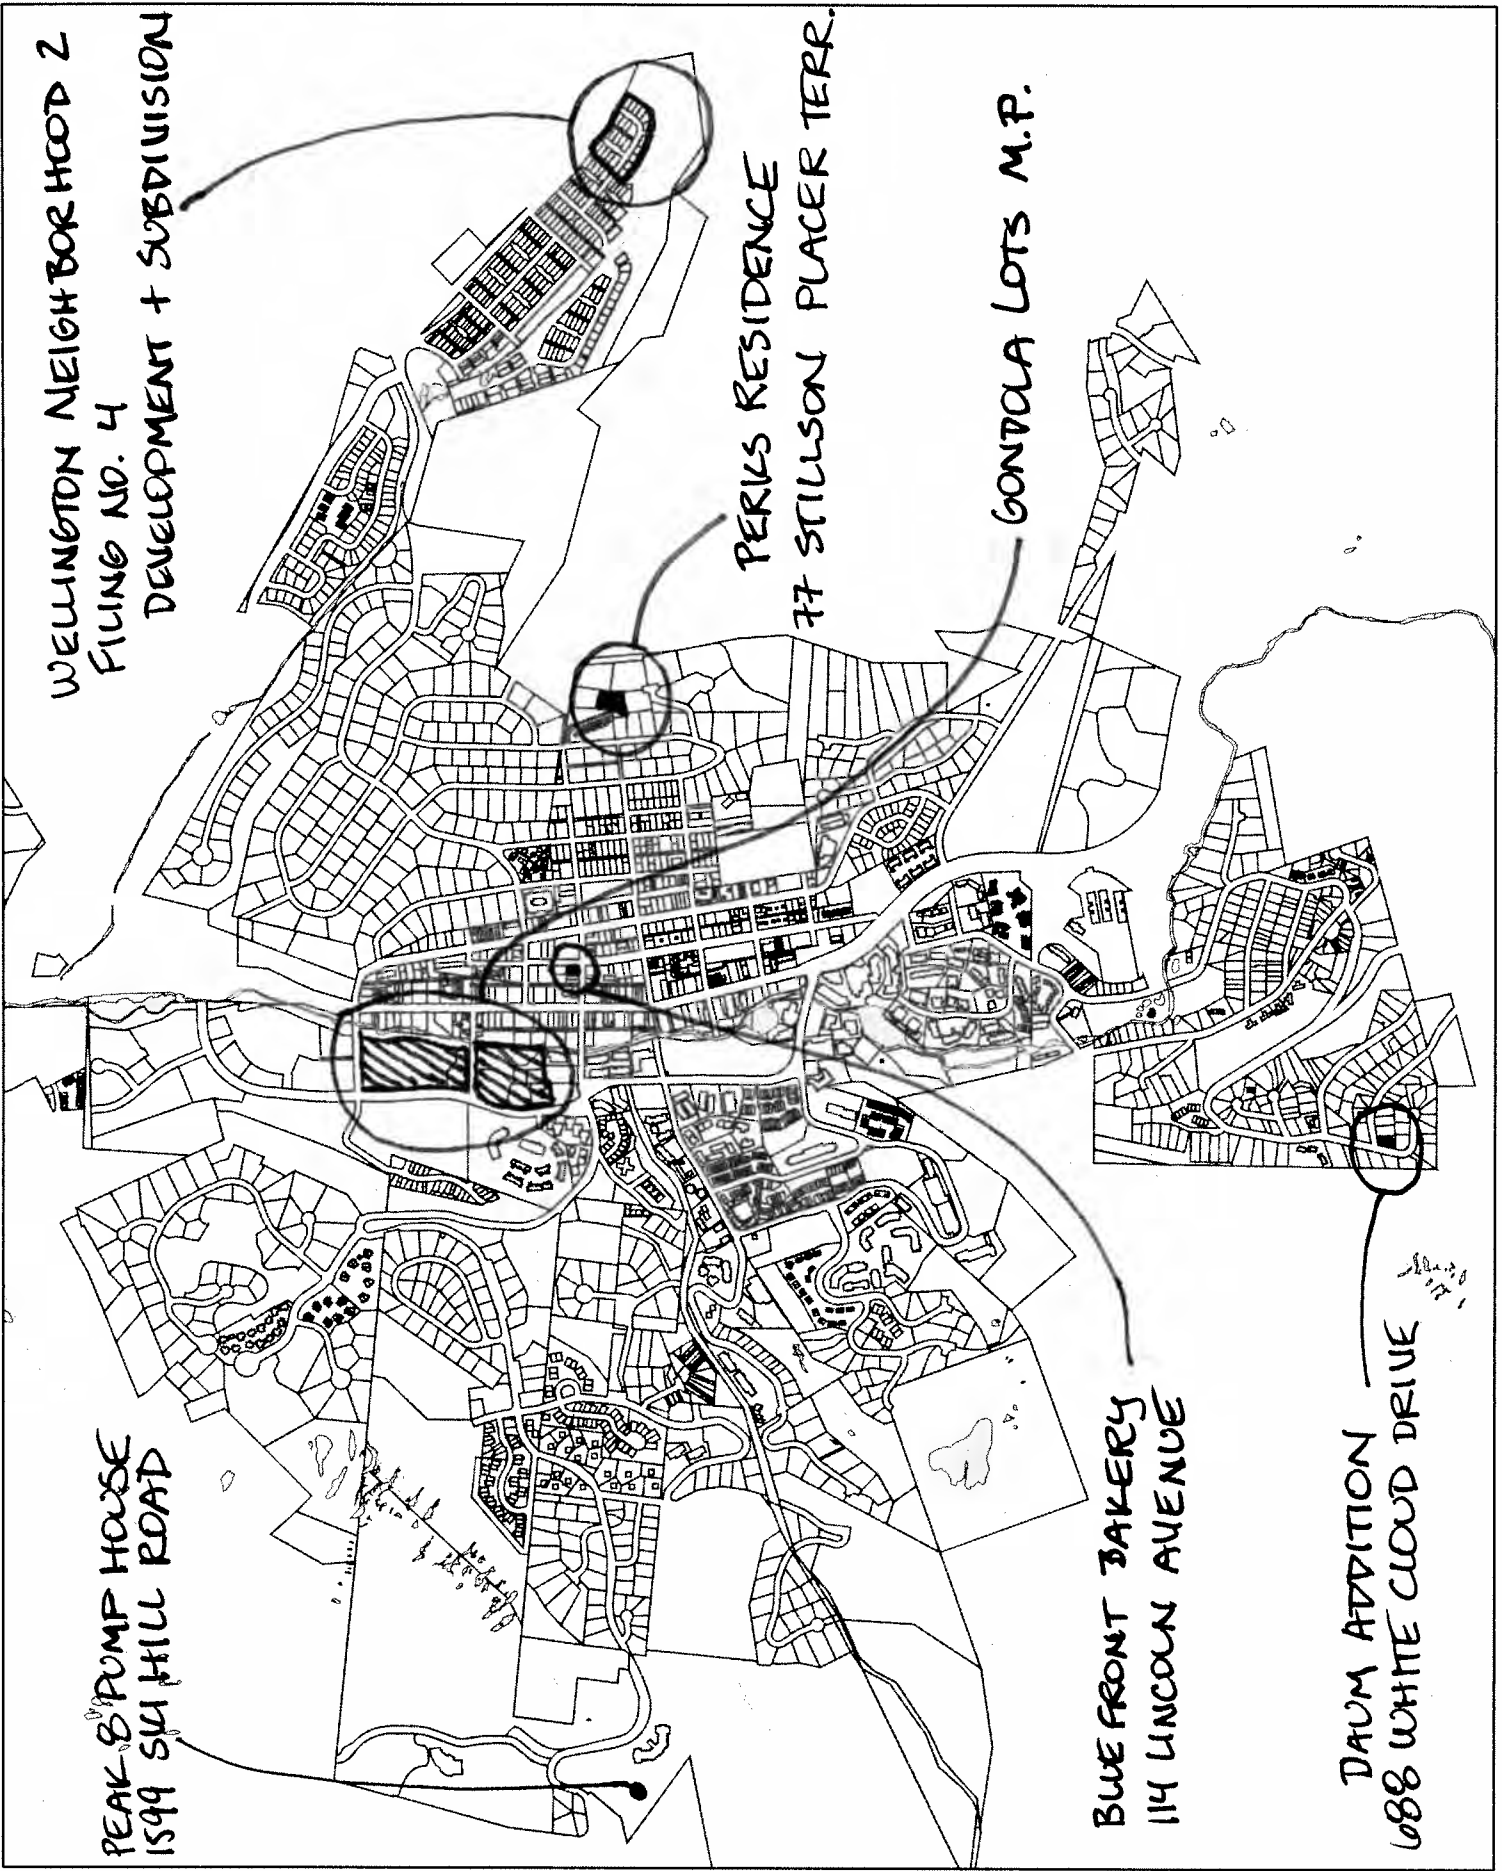 WELLINGTON NEIGHBORHOOD 2
FILING NO. 4
DEVELOPMENT + SUBDIVISION
PERKS RESIDENCE
77 STILLSON PLACER TERR.
GONDOLA LOTS M.P.
PEAK 8 PUMP HOUSE
1599 SKI HILL ROAD
BLUE FRONT BAKERY
114 LINCOLN AVENUE
DAUM ADDITION
688 WHITE CLOUD DRIVE